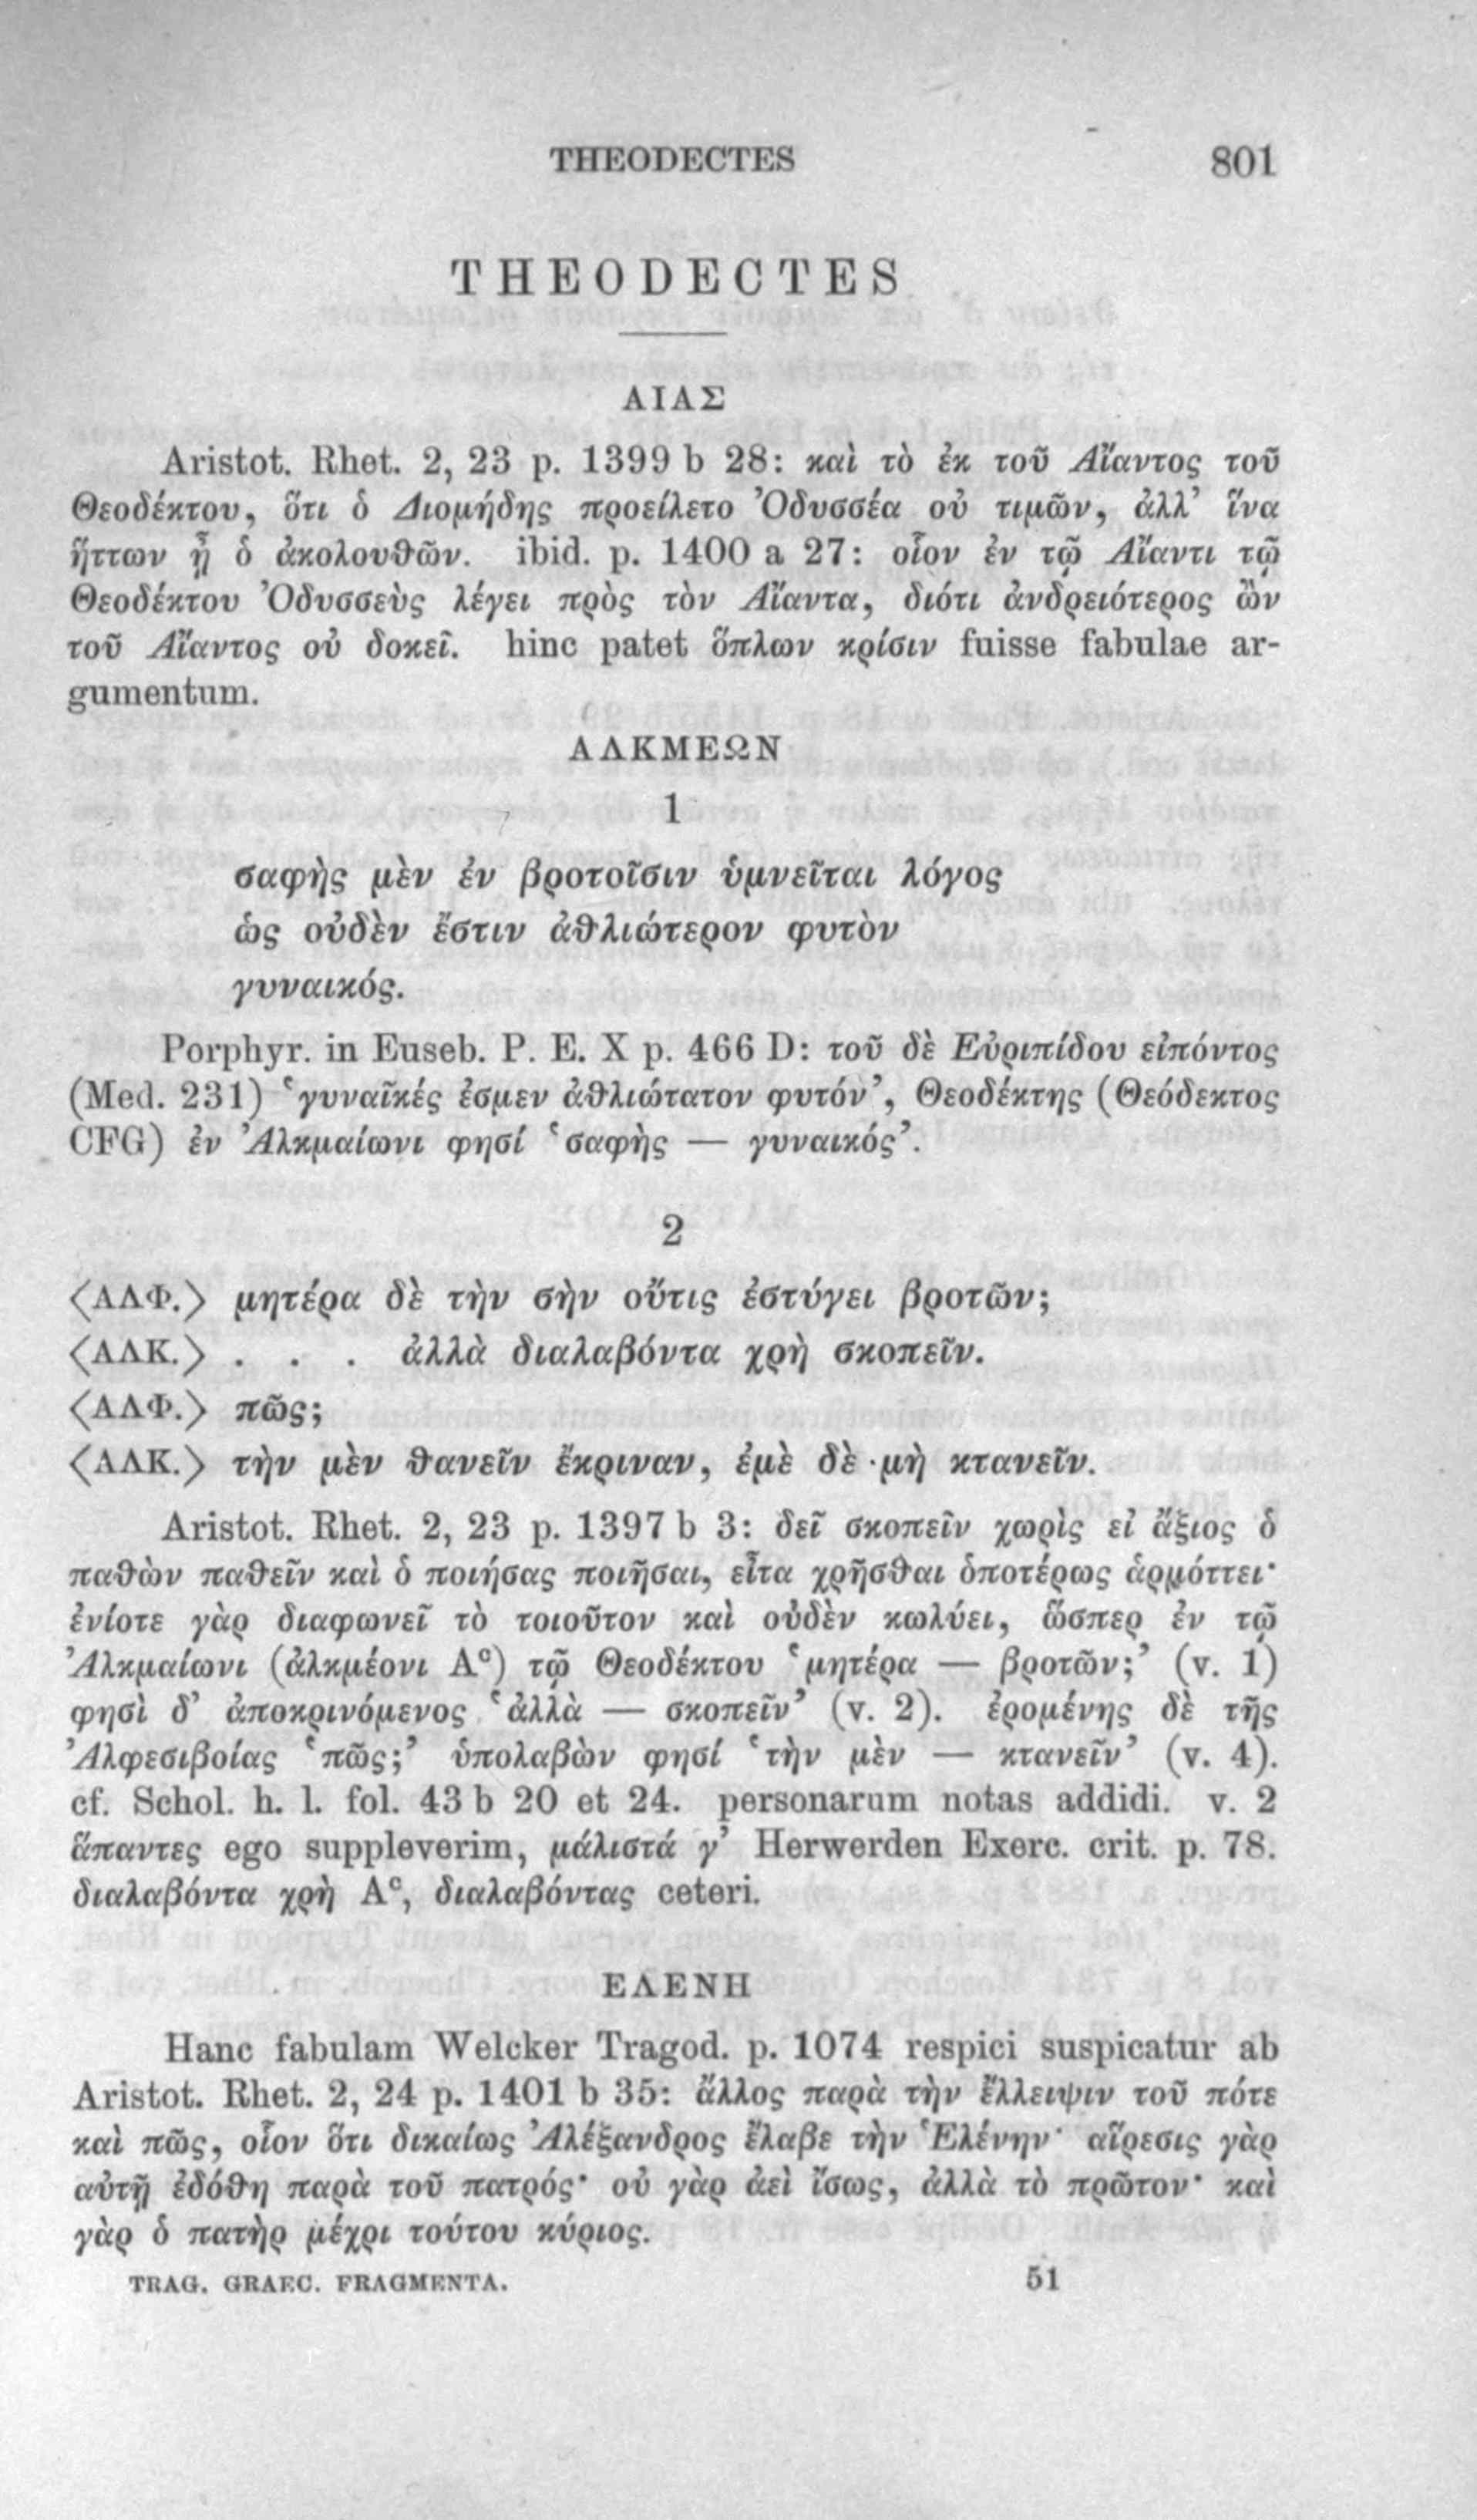 THEODECTES 801
THEODECTES
ΑΙΑΣ
Aristot. Rhet. 2, 23 p. 1399 b 28: καὶ τὸ ἐκ τοῦ Αἴαντος τοῦ
Θεοδέκτου, ὅτι ὁ Διομήδης προείλετο Ὀδυσσέα οὐ τιμῶν, ἀλλ’ ἵνα
ἥττων ᾖ ὁ ἀκολουθῶν. ibid. p. 1400 a 27: οἷον ἐν τῷ Αἴαντι τῷ
Θεοδέκτου Ὀδυσσεὺς λέγει πρὸς τὸν Αἴαντα, διότι ἀνδρειότερος ὢν
τοῦ Αἴαντος οὐ δοκεῖ. hinc patet ὅπλων κρίσιν fuisse fabulae ar-
gumentum.
ΑΛΚΜΕΩΝ
1
σαφὴς μὲν ἐν βροτοῖσιν ὑμνεῖται λόγος
ὡς οὐδὲν ἔστιν ἀθλιώτερον φυτὸν
γυναικός.
Porphyr. in Euseb. P. E. X p. 466 D: τοῦ δὲ Εὐριπίδου εἰπόντος
(Med. 231) ‘γυναῖκές ἐσμεν ἀθλιώτατον φυτόν’, Θεοδέκτης (Θεόδεκτος
CFG) ἐν Ἀλκμαίωνι φησί ‘σαφὴς — γυναικός’.
2
⟨ΑΛΦ.⟩ μητέρα δὲ τὴν σὴν οὔτις ἐστύγει βροτῶν;
⟨ΑΛΚ.⟩ . . . ἀλλὰ διαλαβόντα χρὴ σκοπεῖν.
⟨ΑΛΦ.⟩ πῶς;
⟨ΑΛΚ.⟩ τὴν μὲν θανεῖν ἔκριναν, ἐμὲ δὲ μὴ κτανεῖν.
Aristot. Rhet. 2, 23 p. 1397 b 3: δεῖ σκοπεῖν χωρὶς εἰ ἄξιος ὁ
παθὼν παθεῖν καὶ ὁ ποιήσας ποιῆσαι, εἶτα χρῆσθαι ὁποτέρως ἁρμόττει·
ἐνίοτε γὰρ διαφωνεῖ τὸ τοιοῦτον καὶ οὐδὲν κωλύει, ὥσπερ ἐν τῷ
Ἀλκμαίωνι (ἀλκμέονι Aᶜ) τῷ Θεοδέκτου ‘μητέρα — βροτῶν;’ (v. 1)
φησὶ δ’ ἀποκρινόμενος ‘ἀλλὰ — σκοπεῖν’ (v. 2). ἐρομένης δὲ τῆς
Ἀλφεσιβοίας ‘πῶς;’ ὑπολαβὼν φησί ‘τὴν μὲν — κτανεῖν’ (v. 4).
cf. Schol. h. l. fol. 43 b 20 et 24. personarum notas addidi. v. 2
ἅπαντες ego suppleverim, μάλιστά γ’ Herwerden Exerc. crit. p. 78.
διαλαβόντα χρὴ Aᶜ, διαλαβόντας ceteri.
ΕΛΕΝΗ
Hanc fabulam Welcker Tragod. p. 1074 respici suspicatur ab
Aristot. Rhet. 2, 24 p. 1401 b 35: ἄλλος παρὰ τὴν ἔλλειψιν τοῦ πότε
καὶ πῶς, οἷον ὅτι δικαίως Ἀλέξανδρος ἔλαβε τὴν Ἑλένην· αἵρεσις γὰρ
αὐτῇ ἐδόθη παρὰ τοῦ πατρός· οὐ γὰρ ἀεὶ ἴσως, ἀλλὰ τὸ πρῶτον· καὶ
γὰρ ὁ πατὴρ μέχρι τούτου κύριος.
TRAG. GRAEC. FRAGMENTA. 51